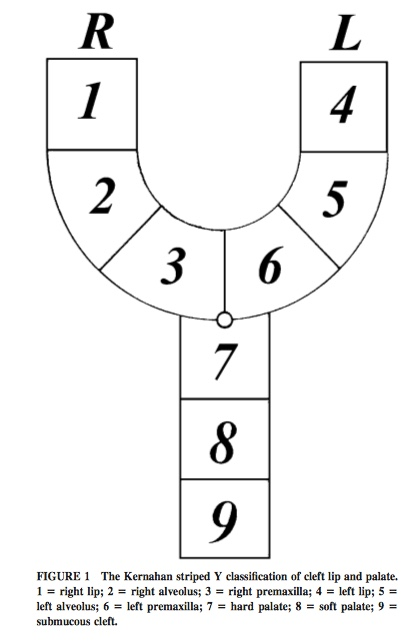 R L
1 4
2 5
3 6
7
8
9
FIGURE 1 The Kernahan striped Y classification of cleft lip and palate.
1 = right lip; 2 = right alveolus; 3 = right premaxilla; 4 = left lip; 5 =
left alveolus; 6 = left premaxilla; 7 = hard palate; 8 = soft palate; 9 =
submucous cleft.